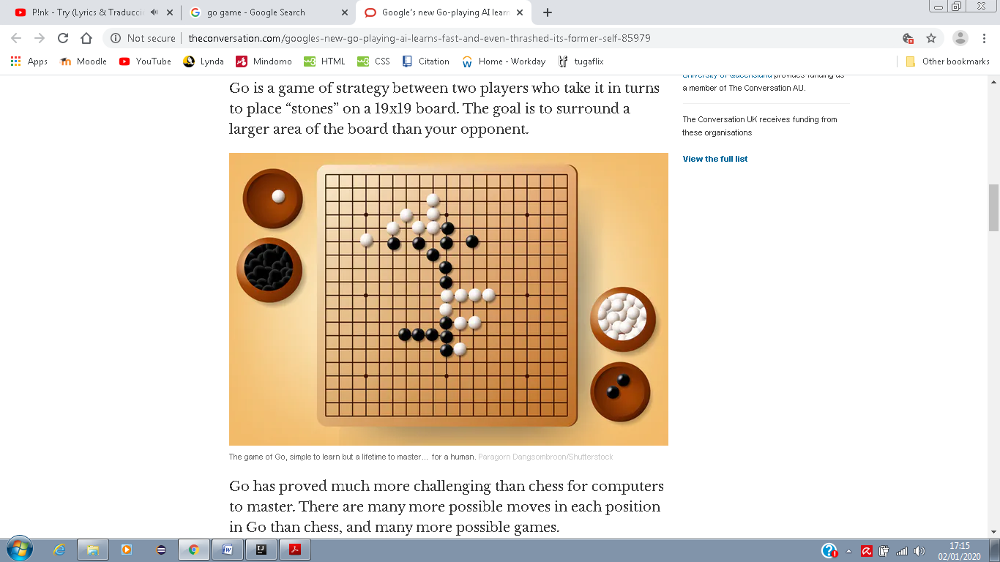 P!nk - Try (Lyrics & Traducci
go game - Google Search
Google's new Go-playing AI learn
Not secure
theconversation.com/googles-new-go-playing-ai-learns-fast-and-even-thrashed-its-former-self-85979
Apps
Moodle
YouTube
Lynda
Mindomo
HTML
CSS
Citation
Home - Workday
tugaflix
Other bookmarks
Go is a game of strategy between two players who take it in turns
to place “stones” on a 19x19 board. The goal is to surround a
larger area of the board than your opponent.
University of Queensland provides funding as
a member of The Conversation AU.
The Conversation UK receives funding from
these organisations
View the full list
The game of Go, simple to learn but a lifetime to master… for a human. Paragorn Dangsombroon/Shutterstock
Go has proved much more challenging than chess for computers
to master. There are many more possible moves in each position
in Go than chess, and many more possible games.
17:15
02/01/2020